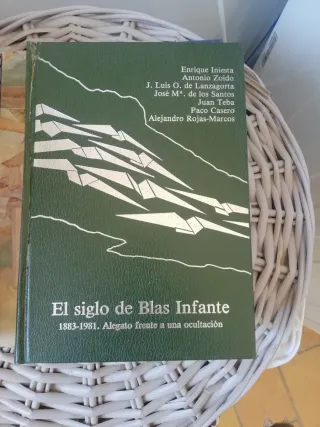 Enrique Iniesta
Antonio Zoido
J. Luis O. de Lanzagorta
José Mª. de los Santos
Juan Teba
Paco Casero
Alejandro Rojas-Marcos
El siglo de Blas Infante
1883-1981. Alegato frente a una ocultación